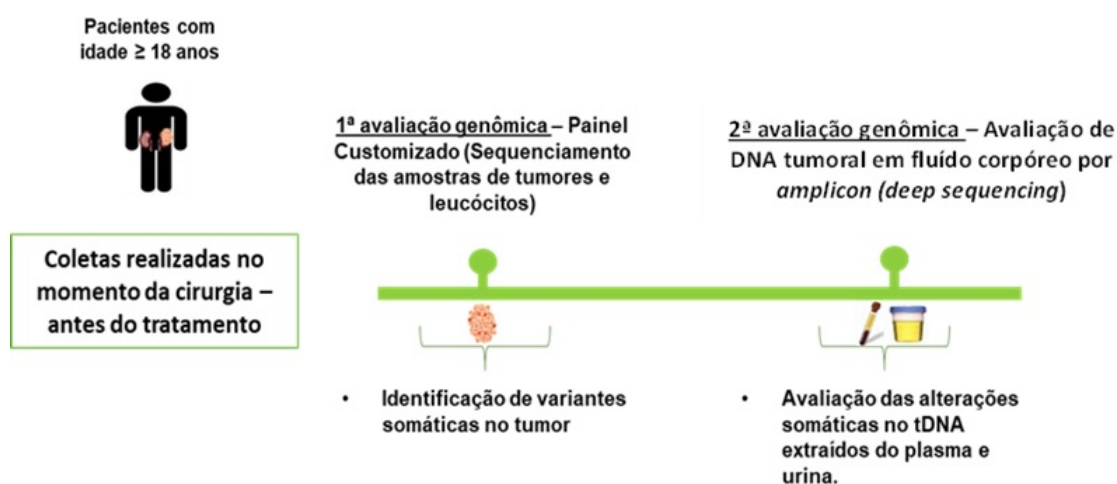 Pacientes com
idade ≥ 18 anos
Coletas realizadas no
momento da cirurgia –
antes do tratamento
1ª avaliação genômica – Painel
Customizado (Sequenciamento
das amostras de tumores e
leucócitos)
• Identificação de variantes
somáticas no tumor
2ª avaliação genômica – Avaliação de
DNA tumoral em fluído corpóreo por
amplicon (deep sequencing)
• Avaliação das alterações
somáticas no tDNA
extraídos do plasma e
urina.